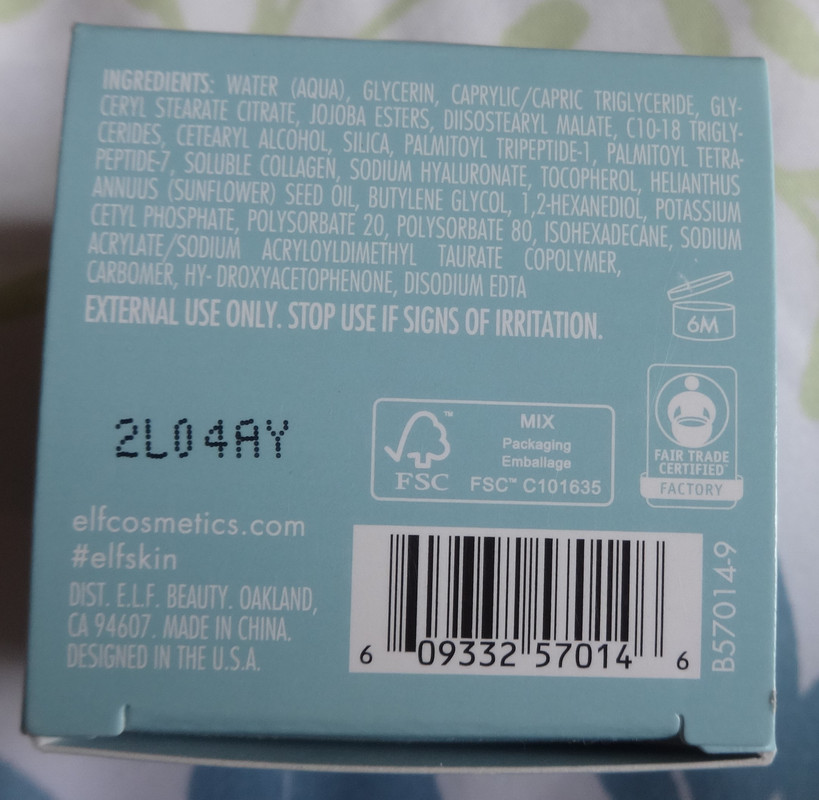 INGREDIENTS: WATER (AQUA), GLYCERIN, CAPRYLIC/CAPRIC TRIGLYCERIDE, GLY-
CERYL STEARATE CITRATE, JOJOBA ESTERS, DIISOSTEARYL MALATE, C10-18 TRIGLY-
CERIDES, CETEARYL ALCOHOL, SILICA, PALMITOYL TRIPEPTIDE-1, PALMITOYL TETRA-
PEPTIDE-7, SOLUBLE COLLAGEN, SODIUM HYALURONATE, TOCOPHEROL, HELIANTHUS
ANNUUS (SUNFLOWER) SEED OIL, BUTYLENE GLYCOL, 1,2-HEXANEDIOL, POTASSIUM
CETYL PHOSPHATE, POLYSORBATE 20, POLYSORBATE 80, ISOHEXADECANE, SODIUM
ACRYLATE/SODIUM ACRYLOYLDIMETHYL TAURATE COPOLYMER,
CARBOMER, HY- DROXYACETOPHENONE, DISODIUM EDTA
EXTERNAL USE ONLY. STOP USE IF SIGNS OF IRRITATION.
6M
2L04AY
FSC
™
MIX
Packaging
Emballage
FSC™ C101635
FAIR TRADE
CERTIFIED™
FACTORY
elfcosmetics.com
#elfskin
DIST. E.L.F. BEAUTY. OAKLAND,
CA 94607. MADE IN CHINA.
DESIGNED IN THE U.S.A.
6 09332 57014 6
B57014-9